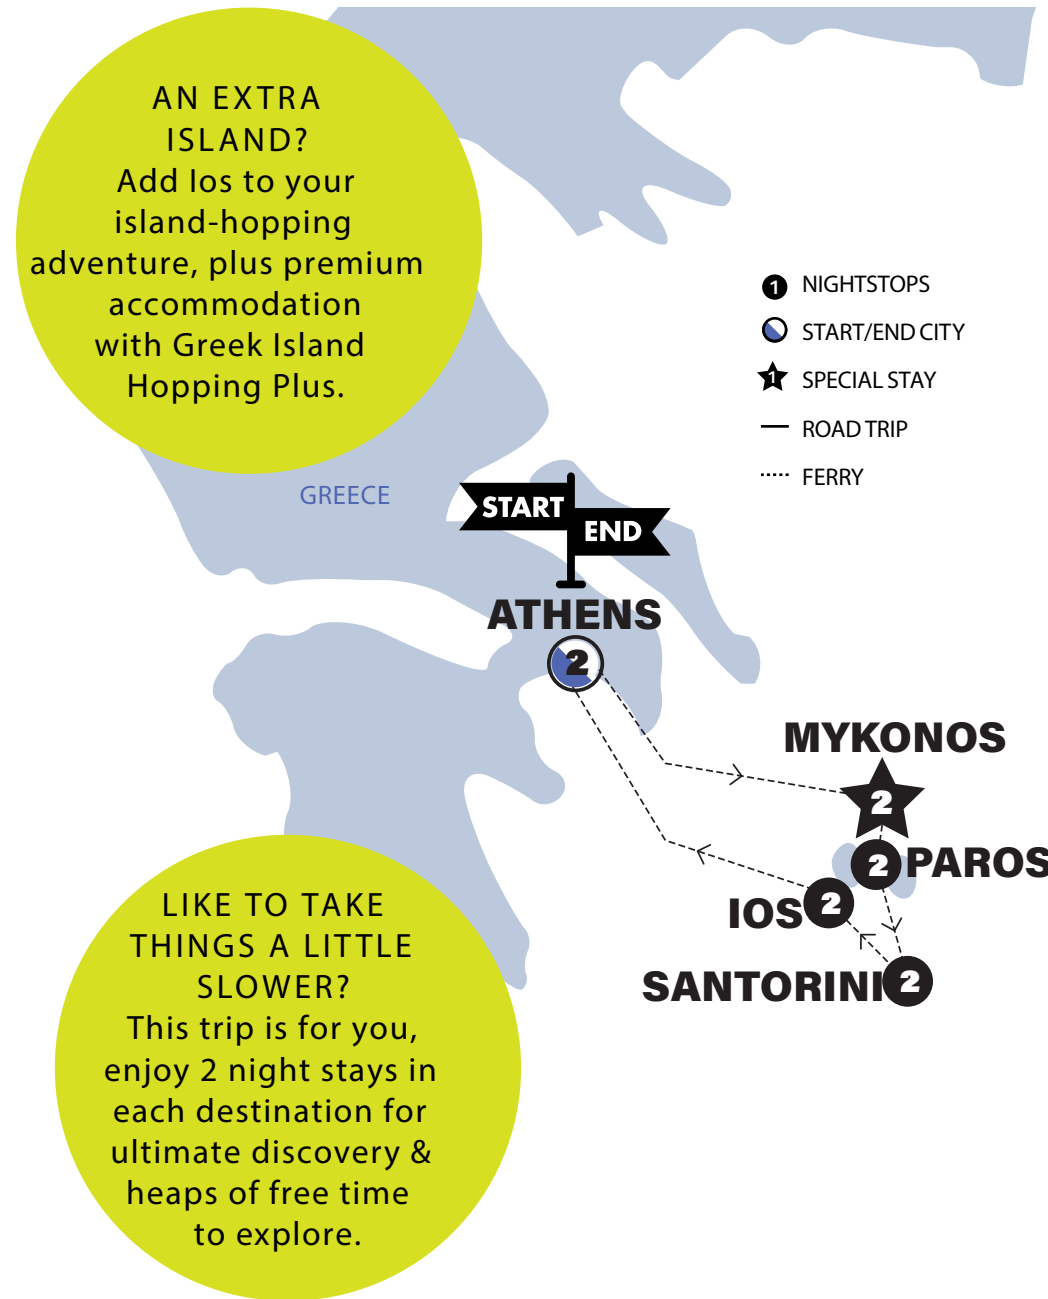 AN EXTRA
ISLAND?
Add Ios to your
island-hopping
adventure, plus premium
accommodation
with Greek Island
Hopping Plus.
1 NIGHTSTOPS
START/END CITY
1 SPECIAL STAY
ROAD TRIP
FERRY
GREECE
START
END
ATHENS
2
MYKONOS
2
2 PAROS
IOS 2
SANTORINI 2
LIKE TO TAKE
THINGS A LITTLE
SLOWER?
This trip is for you,
enjoy 2 night stays in
each destination for
ultimate discovery &
heaps of free time
to explore.